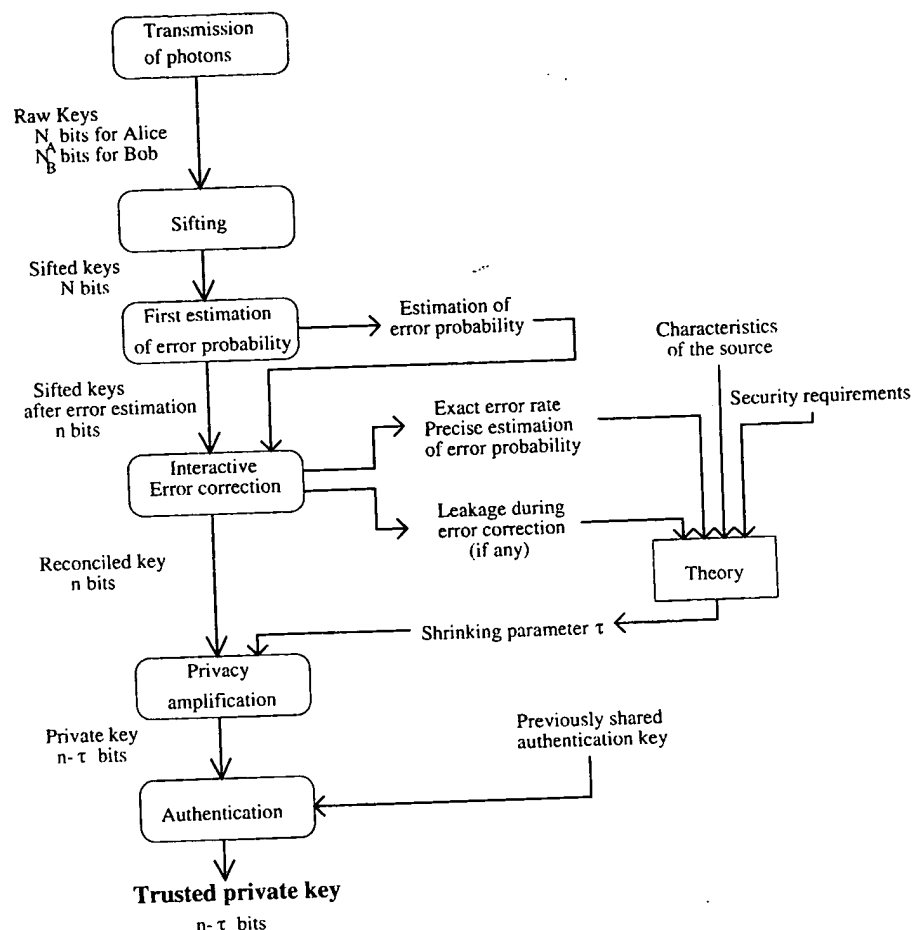 Transmission
of photons
Raw Keys
N_A bits for Alice
N_B bits for Bob
Sifting
Sifted keys
N bits
First estimation
of error probability
Estimation of
error probability
Characteristics
of the source
Security requirements
Sifted keys
after error estimation
n bits
Exact error rate
Precise estimation
of error probability
Interactive
Error correction
Leakage during
error correction
(if any)
Theory
Reconciled key
n bits
Shrinking parameter τ
Privacy
amplification
Private key
n- τ bits
Previously shared
authentication key
Authentication
Trusted private key
n- τ bits